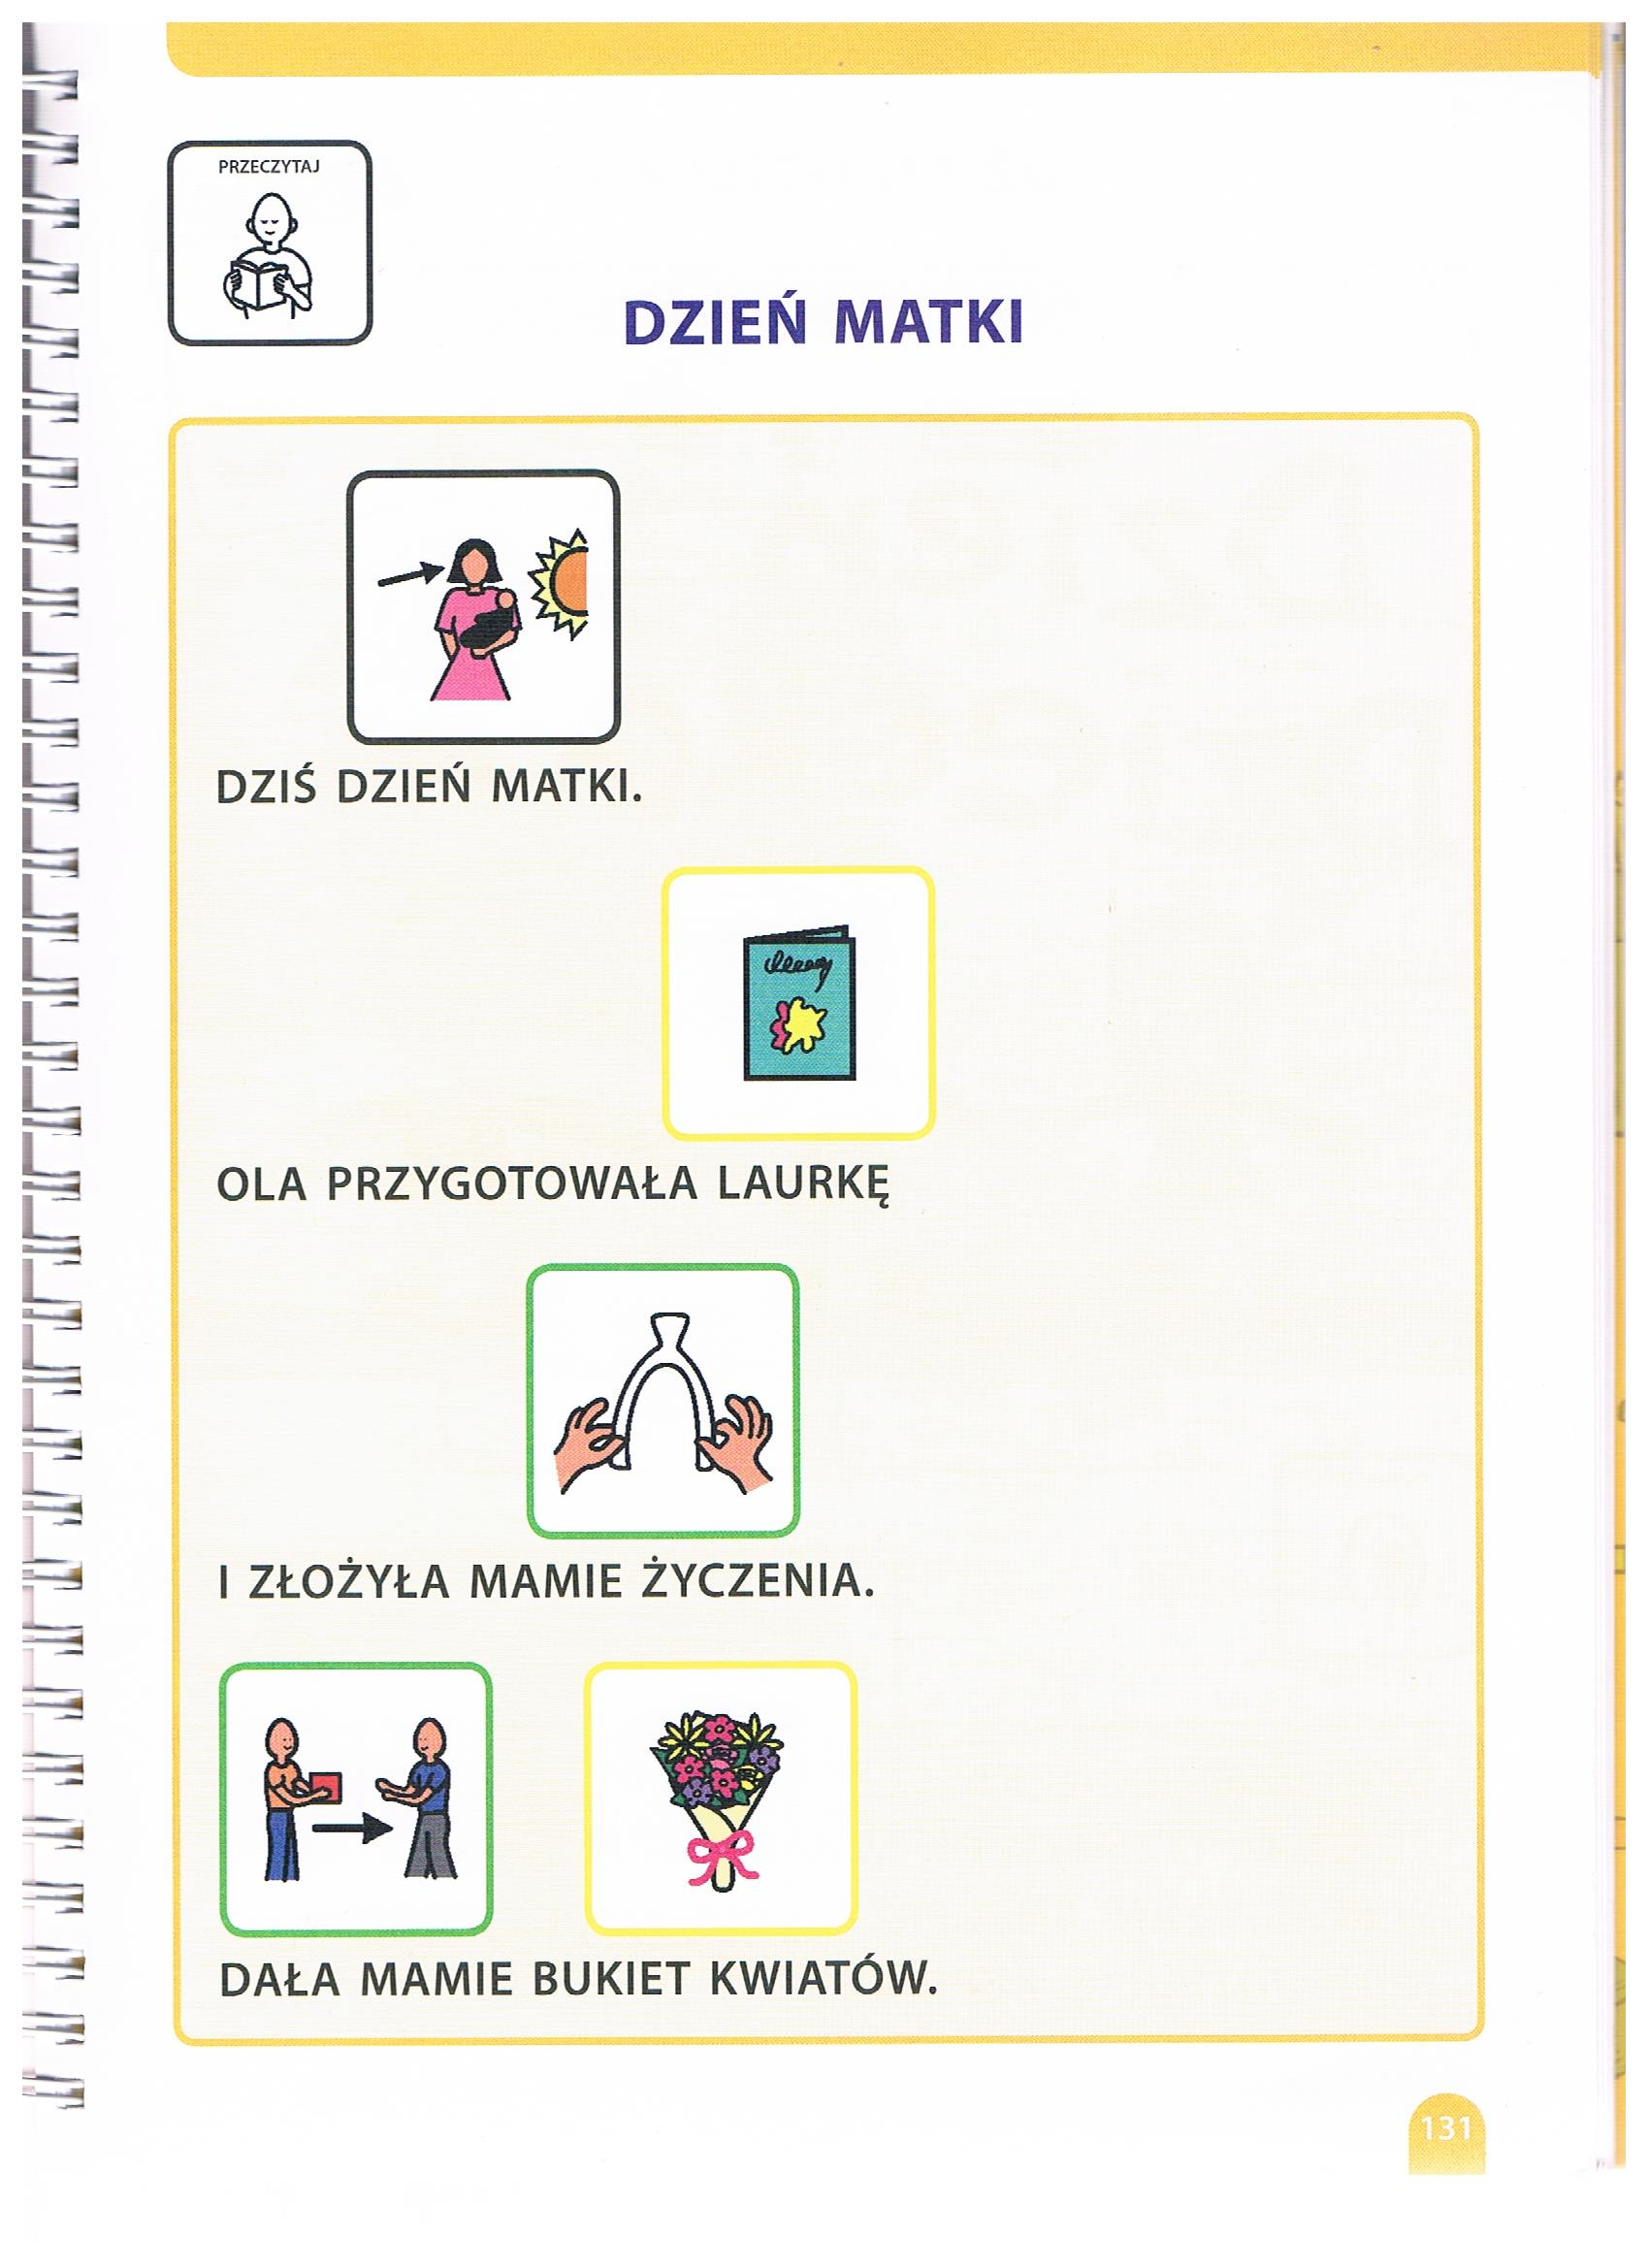 PRZECZYTAJ
DZIEŃ MATKI
DZIŚ DZIEŃ MATKI.
OLA PRZYGOTOWAŁA LAURKĘ
I ZŁOŻYŁA MAMIE ŻYCZENIA.
DAŁA MAMIE BUKIET KWIATÓW.
131